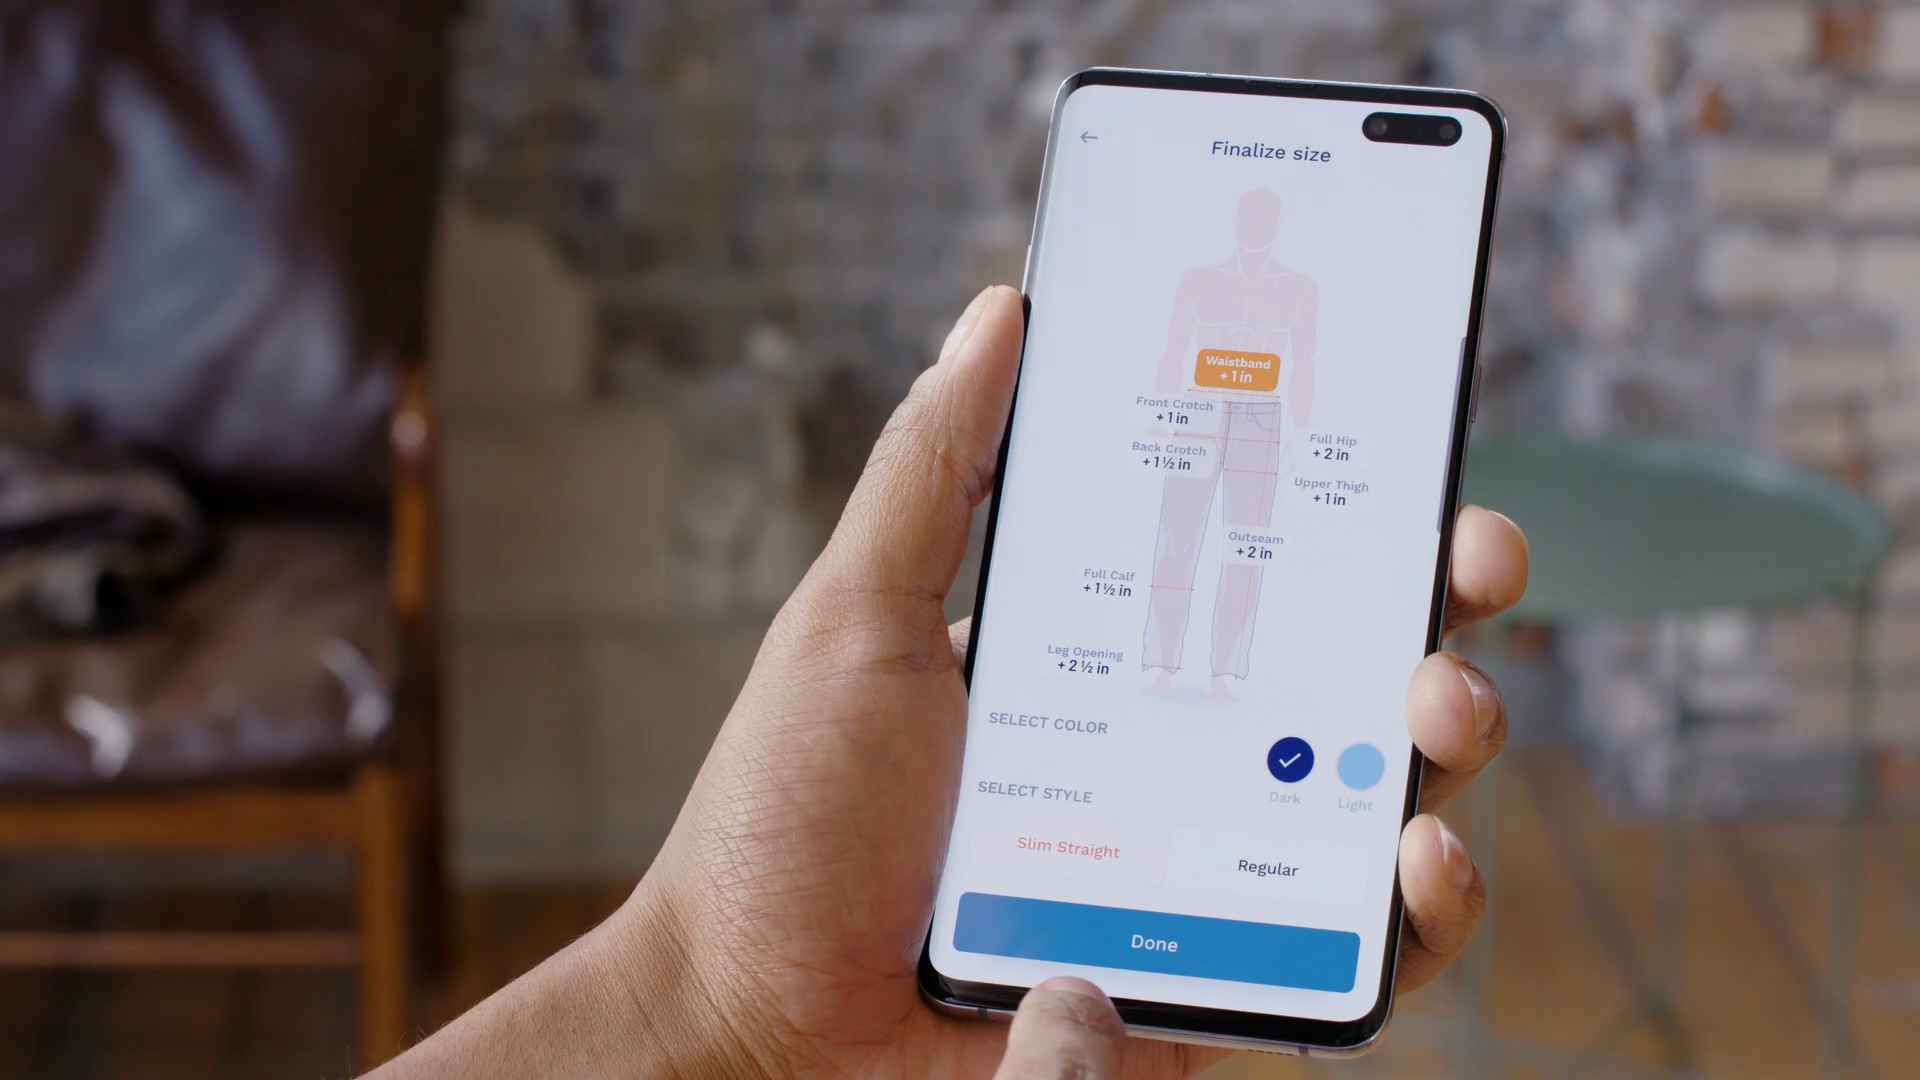 Finalize size
Waistband
+ 1 in
Front Crotch
+ 1 in
Back Crotch
+ 1 ½ in
Full Hip
+ 2 in
Upper Thigh
+ 1 in
Outseam
+ 2 in
Full Calf
+ 1 ½ in
Leg Opening
+ 2 ½ in
SELECT COLOR
Dark
Light
SELECT STYLE
Slim Straight
Regular
Done